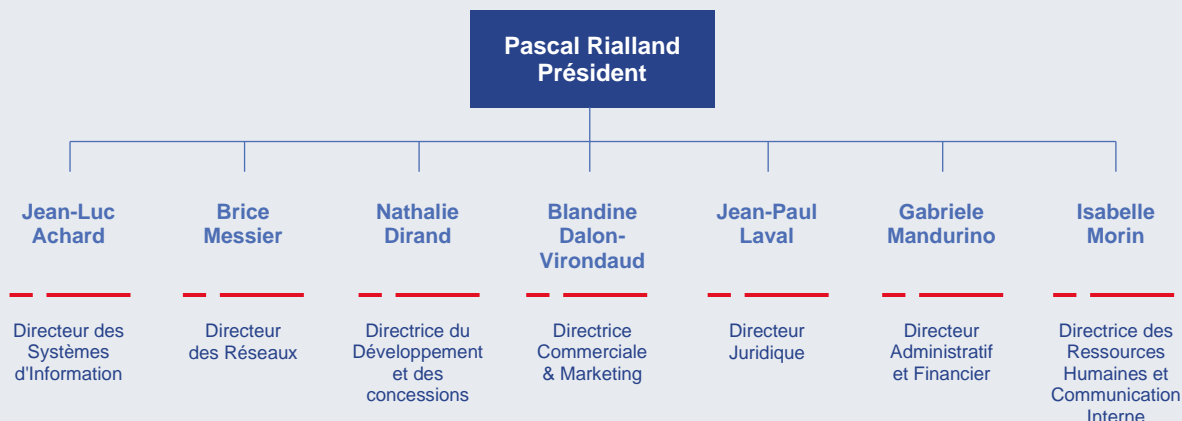 Pascal Rialland
Président
Jean-Luc
Achard
Directeur des
Systèmes
d'Information
Brice
Messier
Directeur
des Réseaux
Nathalie
Dirand
Directrice du
Développement
et des
concessions
Blandine
Dalon-
Virondaud
Directrice
Commerciale
& Marketing
Jean-Paul
Laval
Directeur
Juridique
Gabriele
Mandurino
Directeur
Administratif
et Financier
Isabelle
Morin
Directrice des
Ressources
Humaines et
Communication
Interne